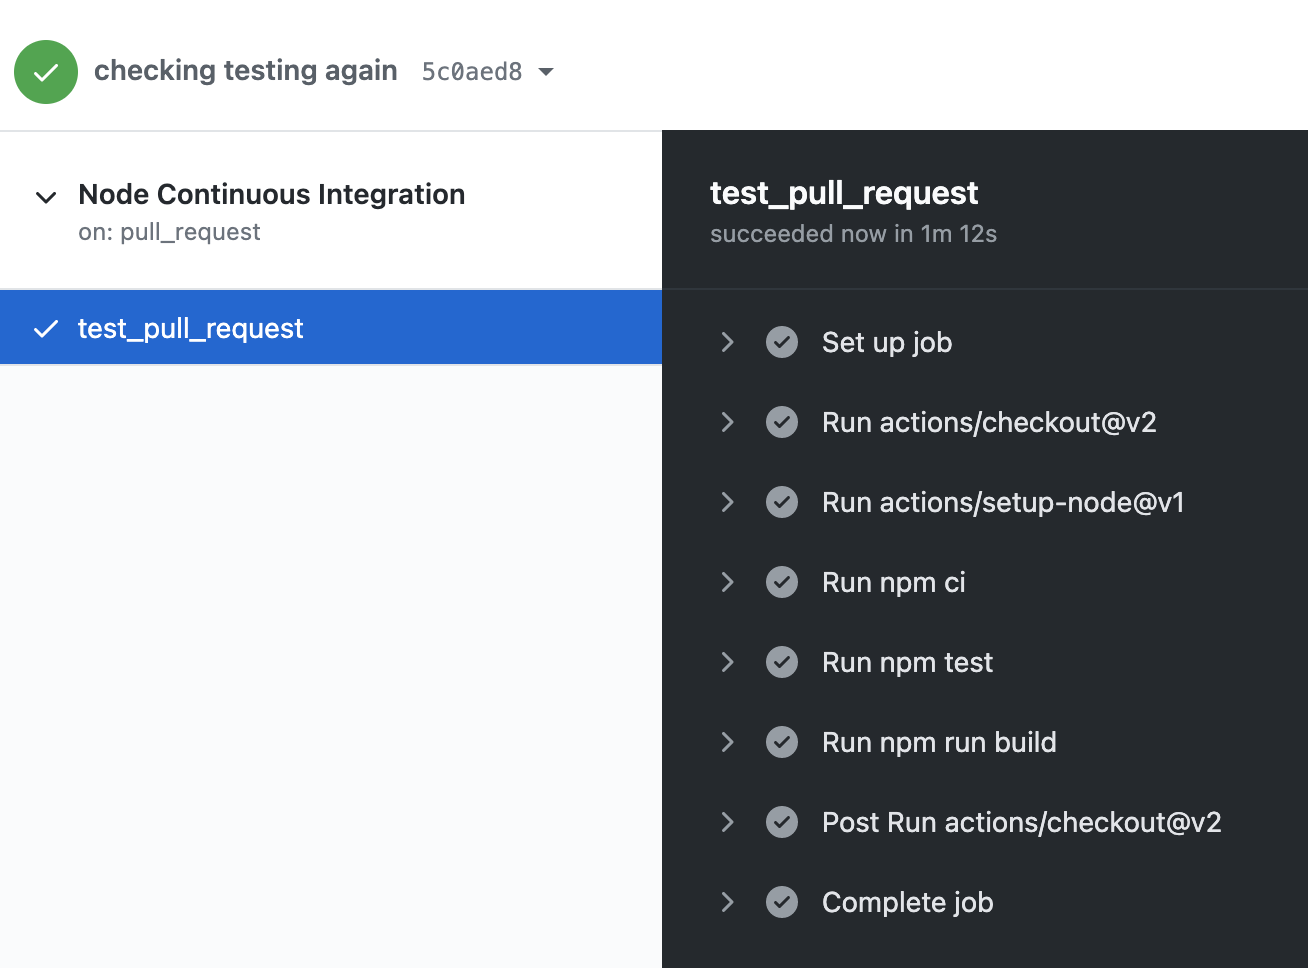 checking testing again 5c0aed8
Node Continuous Integration
on: pull_request
test_pull_request
test_pull_request
succeeded now in 1m 12s
Set up job
Run actions/checkout@v2
Run actions/setup-node@v1
Run npm ci
Run npm test
Run npm run build
Post Run actions/checkout@v2
Complete job